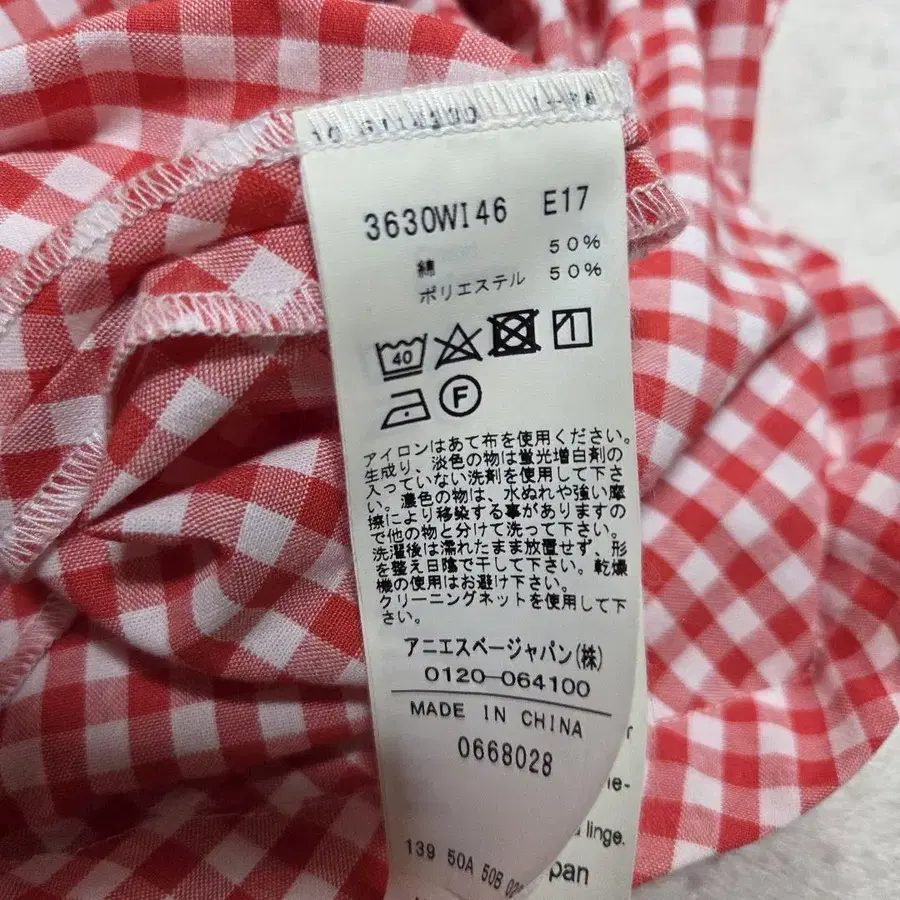 3630WI46 E17
綿 50%
ポリエステル 50%
40
1
F
アイロンはあて布を使用ください。
生成り、淡色の物は蛍光増白剤の
入っていない洗剤を使用して下さ
い。濃色の物は、水ぬれや強い摩
擦により移染する事がありますの
で他の物と分けて洗って下さい。
洗濯後は濡れたまま放置せず、形
を整え日陰で干して下さい。乾燥
機の使用はお避け下さい。
クリーニングネットを使用して下
さい。
アニエスベージャパン(株)
0120-064100
MADE IN CHINA
0668028
linge.
139 50A 50B
pan